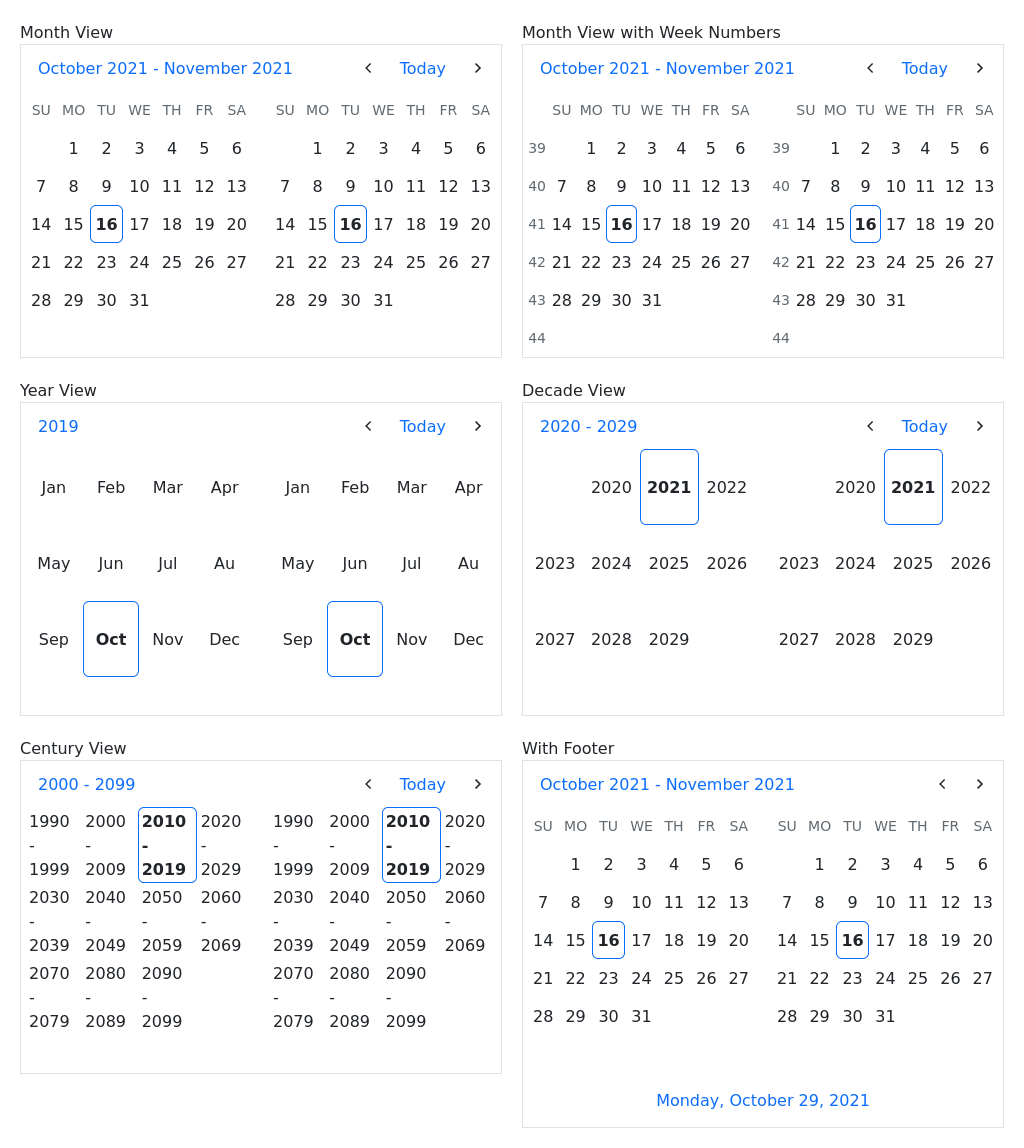 Month View
October 2021 - November 2021 Today
SU MO TU WE TH FR SA SU MO TU WE TH FR SA
1 2 3 4 5 6 1 2 3 4 5 6
7 8 9 10 11 12 13 7 8 9 10 11 12 13
14 15 16 17 18 19 20 14 15 16 17 18 19 20
21 22 23 24 25 26 27 21 22 23 24 25 26 27
28 29 30 31 28 29 30 31
Month View with Week Numbers
October 2021 - November 2021 Today
SU MO TU WE TH FR SA SU MO TU WE TH FR SA
39 1 2 3 4 5 6 39 1 2 3 4 5 6
40 7 8 9 10 11 12 13 40 7 8 9 10 11 12 13
41 14 15 16 17 18 19 20 41 14 15 16 17 18 19 20
42 21 22 23 24 25 26 27 42 21 22 23 24 25 26 27
43 28 29 30 31 43 28 29 30 31
44 44
Year View
2019 Today
Jan Feb Mar Apr Jan Feb Mar Apr
May Jun Jul Au May Jun Jul Au
Sep Oct Nov Dec Sep Oct Nov Dec
Decade View
2020 - 2029 Today
2020 2021 2022 2020 2021 2022
2023 2024 2025 2026 2023 2024 2025 2026
2027 2028 2029 2027 2028 2029
Century View
2000 - 2099 Today
1990 2000 2010 2020 1990 2000 2010 2020
- - - - - - - -
1999 2009 2019 2029 1999 2009 2019 2029
2030 2040 2050 2060 2030 2040 2050 2060
- - - - - - - -
2039 2049 2059 2069 2039 2049 2059 2069
2070 2080 2090 2070 2080 2090
- - - - - -
2079 2089 2099 2079 2089 2099
With Footer
October 2021 - November 2021
SU MO TU WE TH FR SA SU MO TU WE TH FR SA
1 2 3 4 5 6 1 2 3 4 5 6
7 8 9 10 11 12 13 7 8 9 10 11 12 13
14 15 16 17 18 19 20 14 15 16 17 18 19 20
21 22 23 24 25 26 27 21 22 23 24 25 26 27
28 29 30 31 28 29 30 31
Monday, October 29, 2021